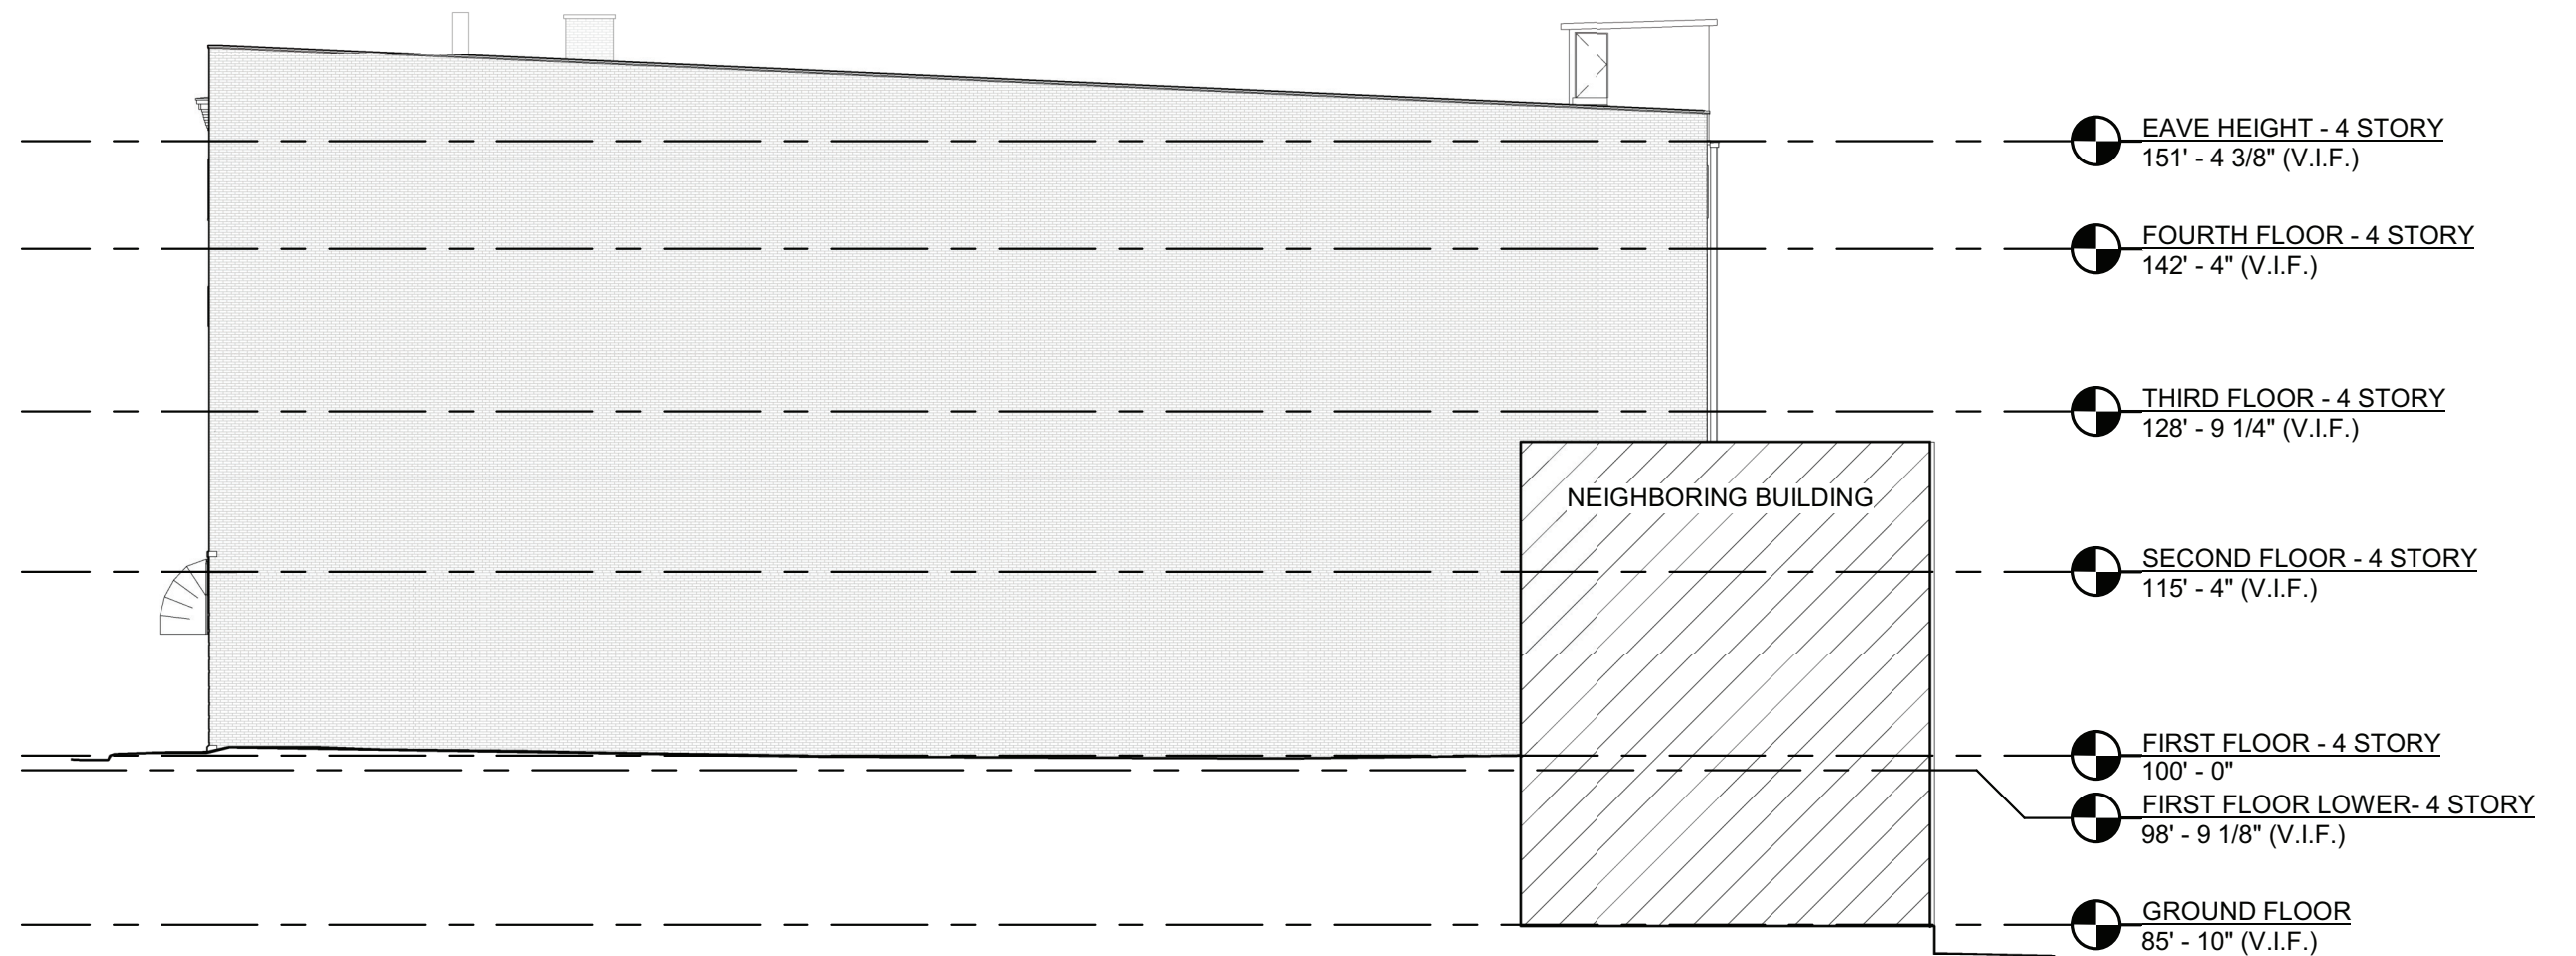 EAVE HEIGHT - 4 STORY
151' - 4 3/8" (V.I.F.)
FOURTH FLOOR - 4 STORY
142' - 4" (V.I.F.)
THIRD FLOOR - 4 STORY
128' - 9 1/4" (V.I.F.)
NEIGHBORING BUILDING
SECOND FLOOR - 4 STORY
115' - 4" (V.I.F.)
FIRST FLOOR - 4 STORY
100' - 0"
FIRST FLOOR LOWER- 4 STORY
98' - 9 1/8" (V.I.F.)
GROUND FLOOR
85' - 10" (V.I.F.)